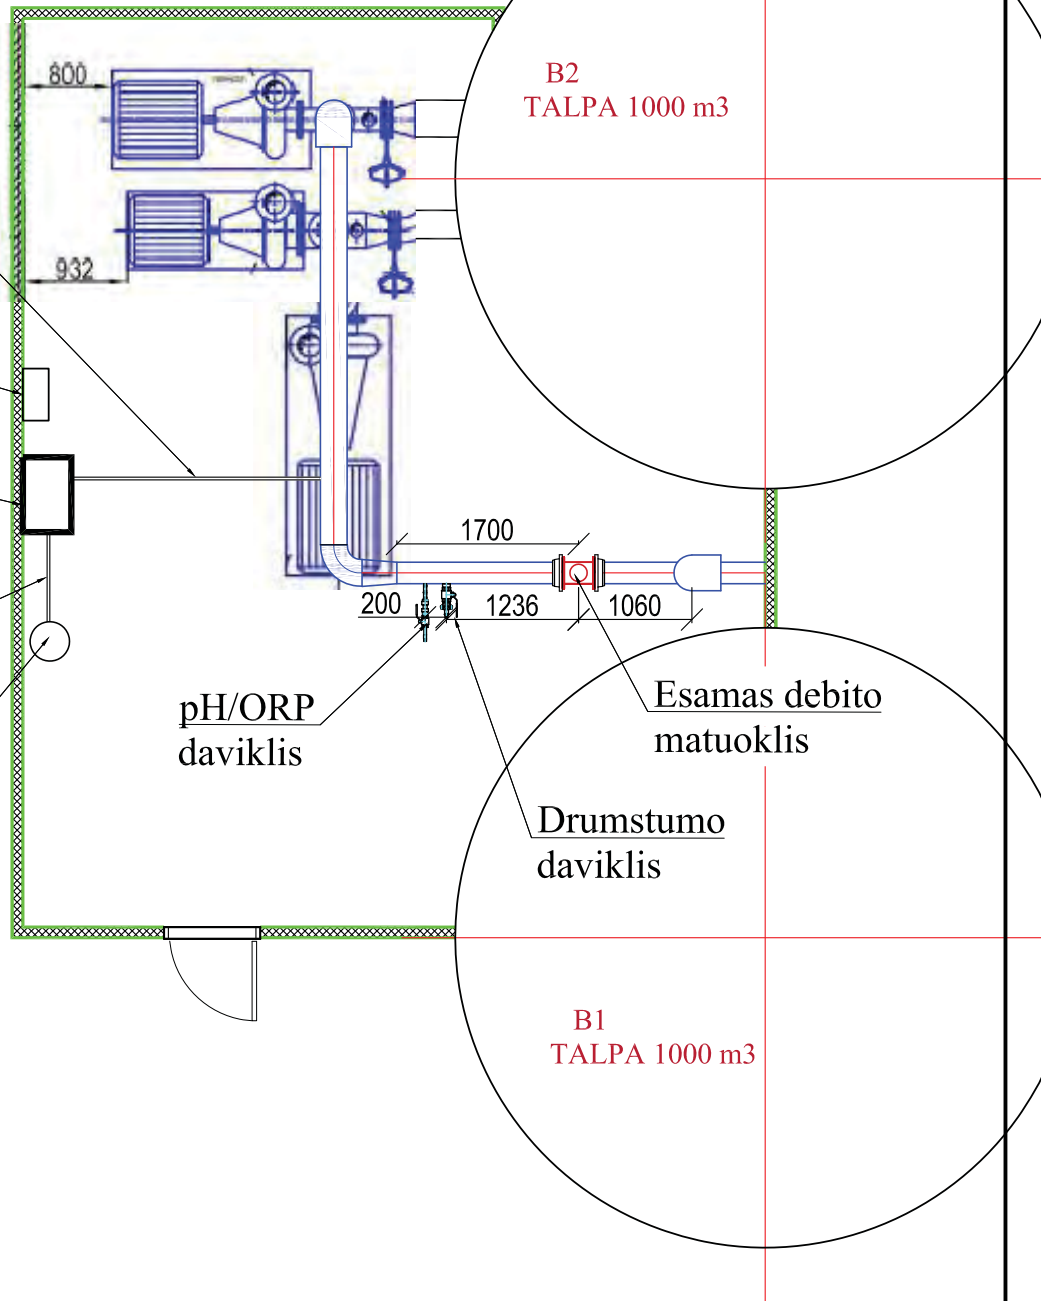 B2
TALPA 1000 m3
800
932
1700
200
1236
1060
pH/ORP
daviklis
Esamas debito
matuoklis
Drumstumo
daviklis
B1
TALPA 1000 m3